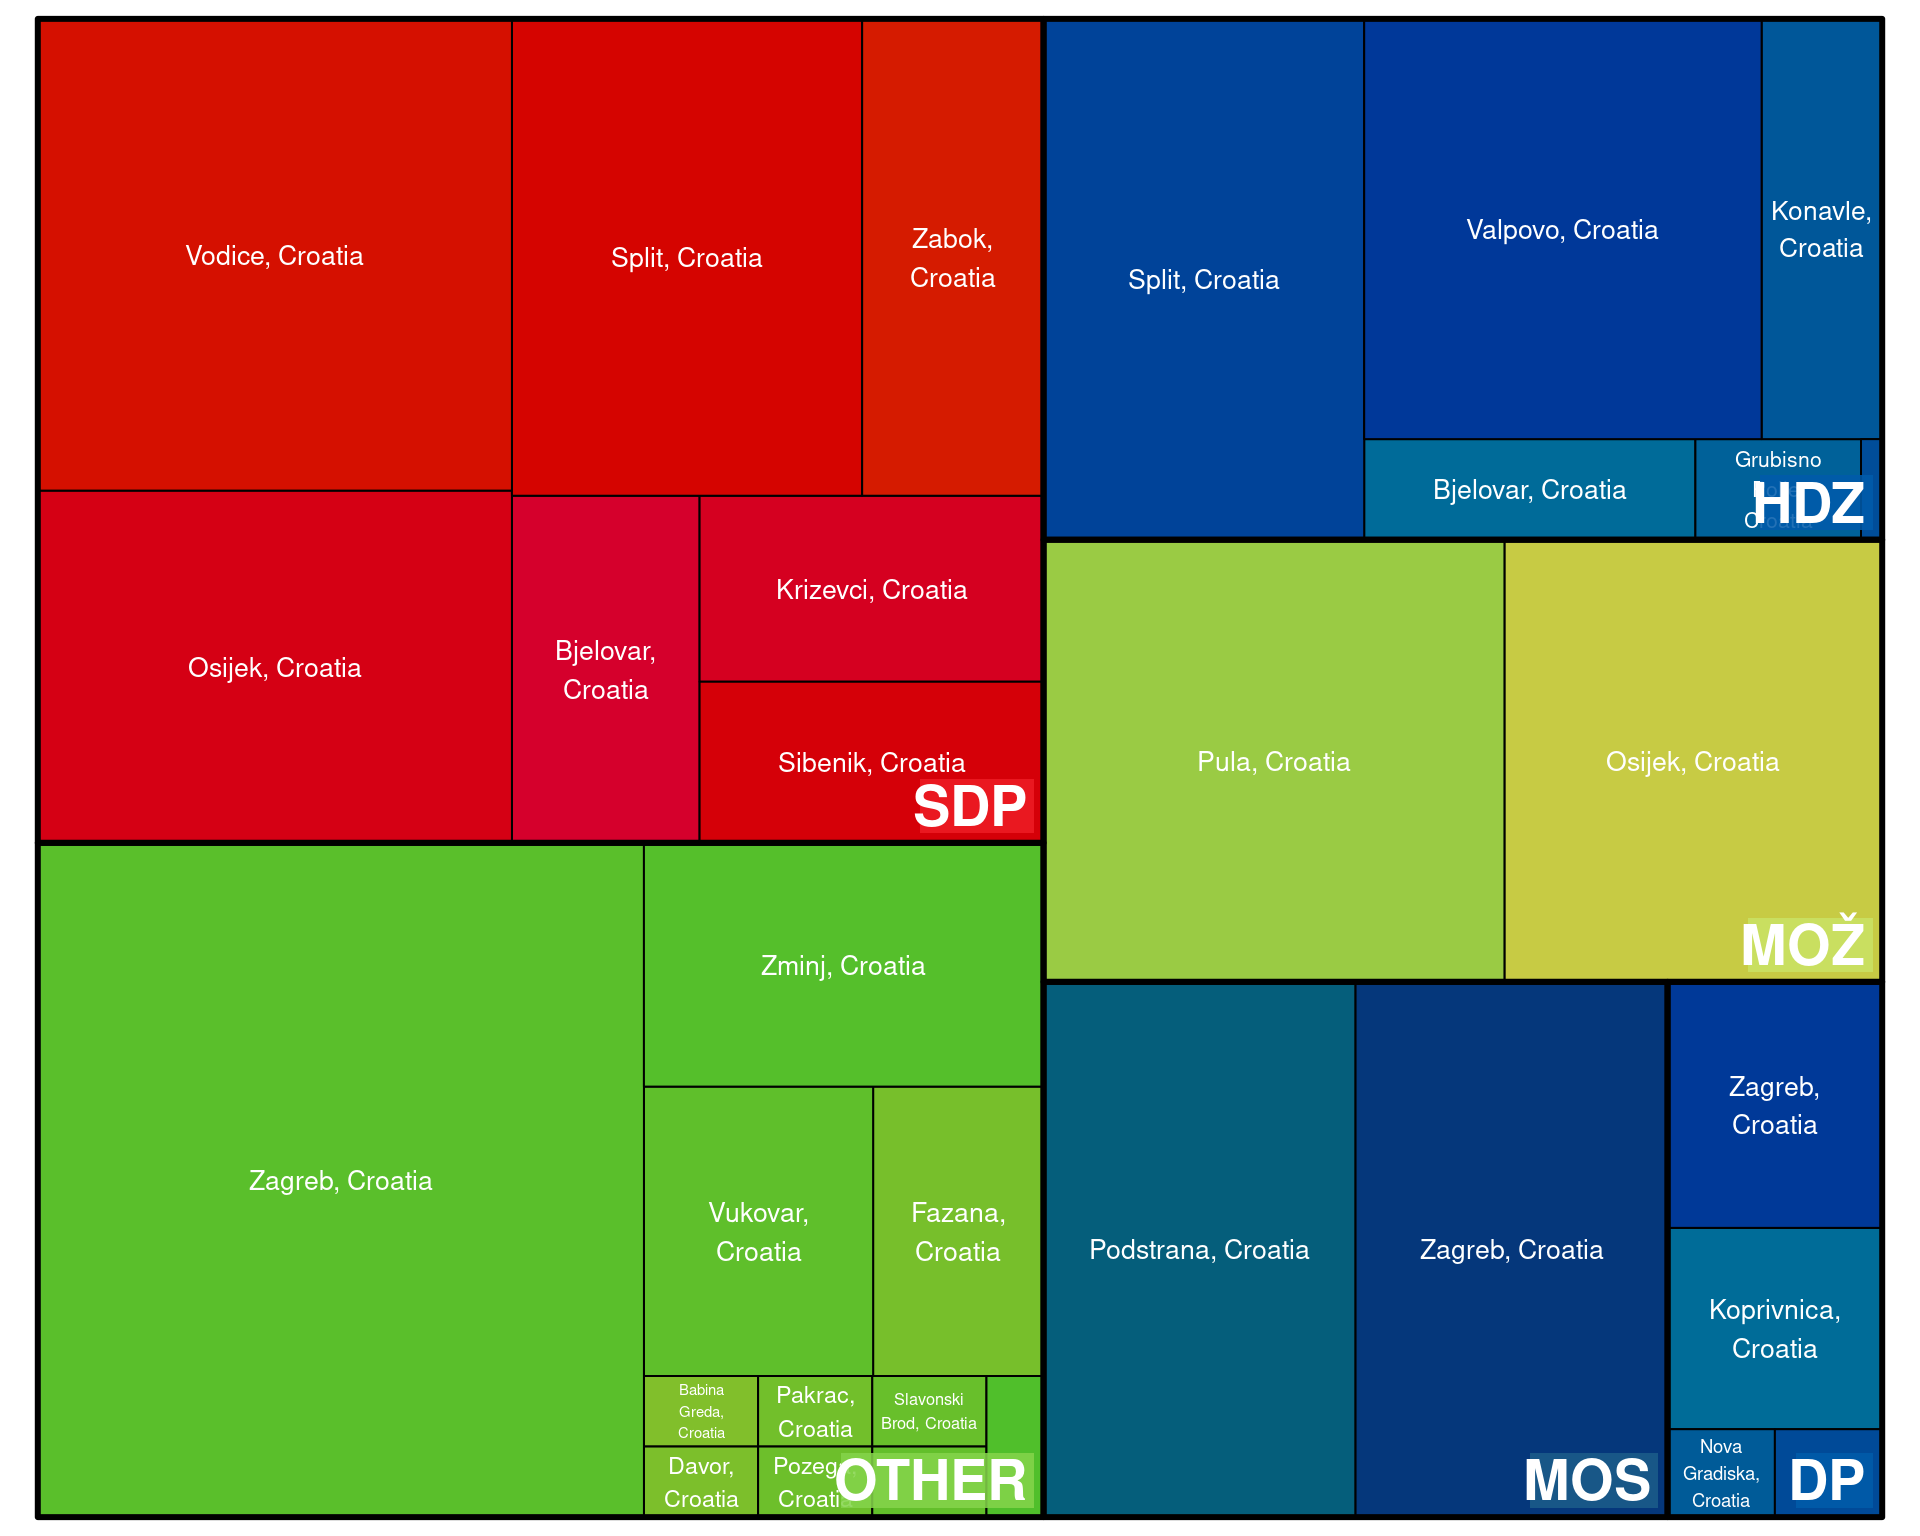 Vodice, Croatia
Split, Croatia
Zabok,
Croatia
Osijek, Croatia
Bjelovar,
Croatia
Krizevci, Croatia
Sibenik, Croatia
SDP
Split, Croatia
Valpovo, Croatia
Konavle,
Croatia
Bjelovar, Croatia
Grubisno
Croatia
HDZ
Pula, Croatia
Osijek, Croatia
MOŽ
Zagreb, Croatia
Zminj, Croatia
Vukovar,
Croatia
Fazana,
Croatia
Babina
Greda,
Croatia
Pakrac,
Croatia
Slavonski
Brod, Croatia
Davor,
Croatia
Pozega,
Croatia
OTHER
Podstrana, Croatia
Zagreb, Croatia
MOS
Zagreb,
Croatia
Koprivnica,
Croatia
Nova
Gradiska,
Croatia
DP